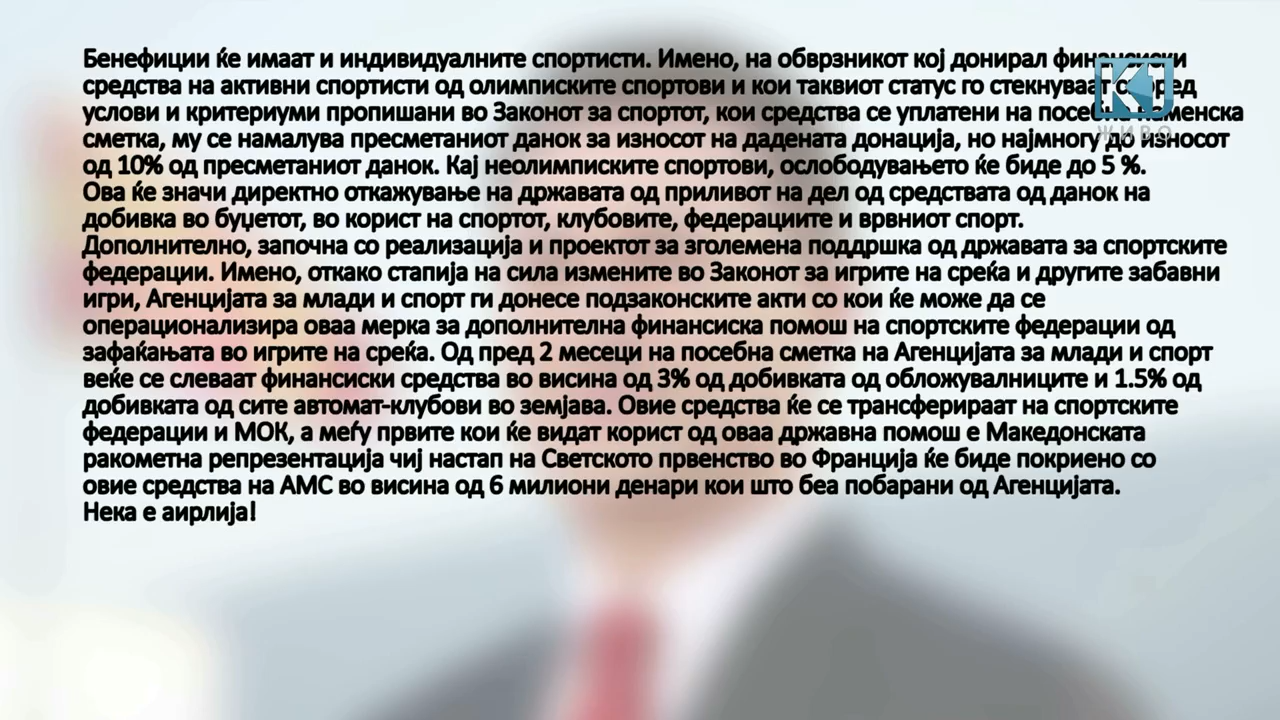 Бенефиции ќе имаат и индивидуалните спортисти. Имено, на обврзникот кој донирал финансиски
средства на активни спортисти од олимписките спортови и кои таквиот статус го стекнуваат според
услови и критериуми пропишани во Законот за спортот, кои средства се уплатени на посебна наменска
сметка, му се намалува пресметаниот данок за износот на дадената донација, но најмногу до износот
од 10% од пресметаниот данок. Кај неолимписките спортови, ослободувањето ќе биде до 5 %.
Ова ќе значи директно откажување на државата од приливот на дел од средствата од данок на
добивка во буџетот, во корист на спортот, клубовите, федерациите и врвниот спорт.
Дополнително, започна со реализација и проектот за зголемена поддршка од државата за спортските
федерации. Имено, откако стапија на сила измените во Законот за игрите на среќа и другите забавни
игри, Агенцијата за млади и спорт ги донесе подзаконските акти со кои ќе може да се
операционализира оваа мерка за дополнителна финансиска помош на спортските федерации од
зафаќањата во игрите на среќа. Од пред 2 месеци на посебна сметка на Агенцијата за млади и спорт
веќе се слеваат финансиски средства во висина од 3% од добивката од обложувалниците и 1.5% од
добивката од сите автомат-клубови во земјава. Овие средства ќе се трансферираат на спортските
федерации и МОК, а меѓу првите кои ќе видат корист од оваа државна помош е Македонската
ракометна репрезентација чиј настап на Светското првенство во Франција ќе биде покриено со
овие средства на АМС во висина од 6 милиони денари кои што беа побарани од Агенцијата.
Нека е аирлија!
К1
ЖИВО